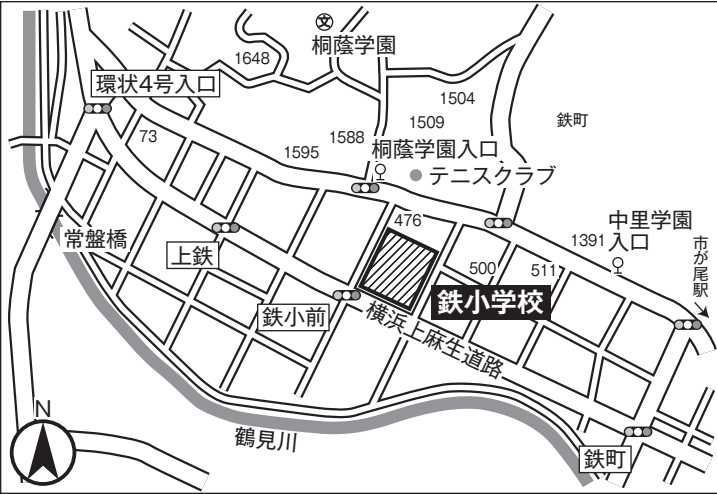 文
桐蔭学園
1648
環状4号入口
1504
1509
鉄町
73
1588
1595
桐蔭学園入口
テニスクラブ
476
中里学園
入口
1391
市が尾駅
常盤橋
上鉄
500
511
鉄小学校
鉄小前
横浜上麻生道路
N
鶴見川
鉄町